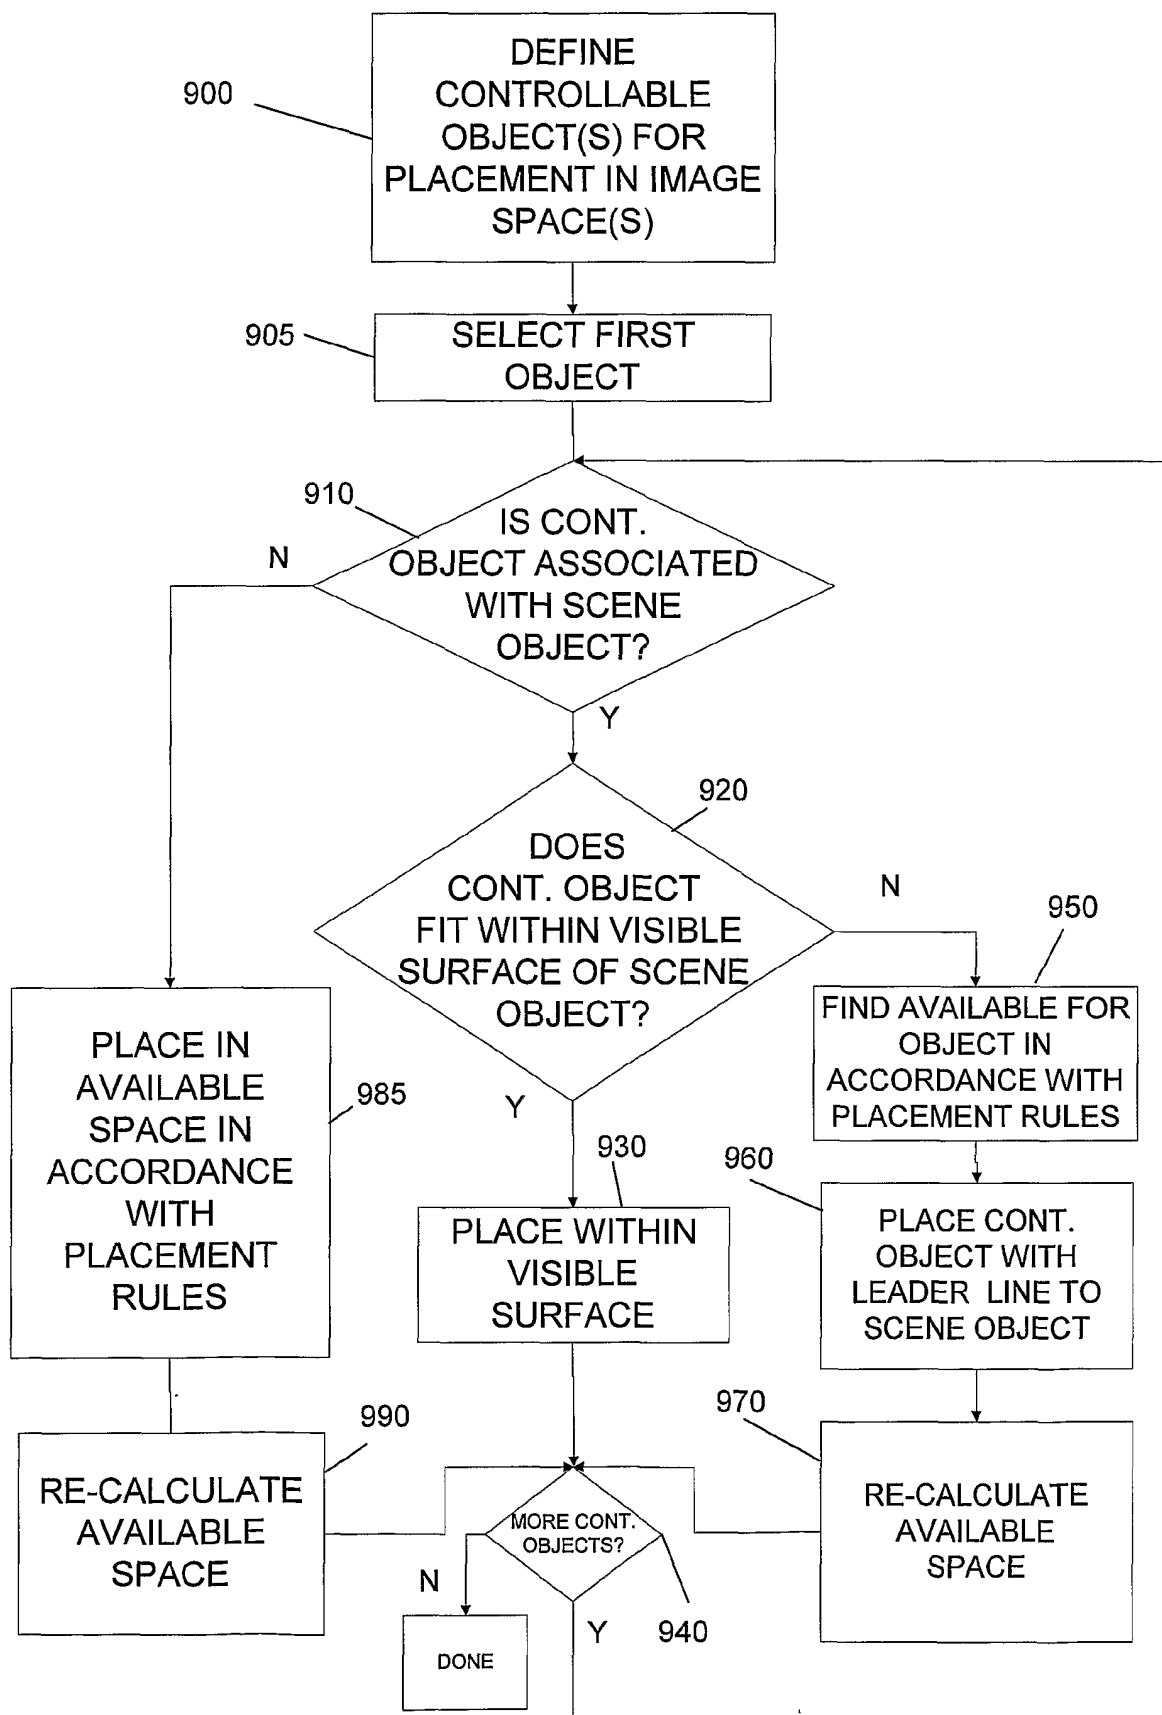 DEFINE
CONTROLLABLE
OBJECT(S) FOR
PLACEMENT IN IMAGE
SPACE(S)
900
SELECT FIRST
OBJECT
905
910
IS CONT.
OBJECT ASSOCIATED
WITH SCENE
OBJECT?
N
Y
920
DOES
CONT. OBJECT
FIT WITHIN VISIBLE
SURFACE OF SCENE
OBJECT?
N
Y
950
FIND AVAILABLE FOR
OBJECT IN
ACCORDANCE WITH
PLACEMENT RULES
PLACE IN
AVAILABLE
SPACE IN
ACCORDANCE
WITH
PLACEMENT
RULES
985
930
PLACE WITHIN
VISIBLE
SURFACE
960
PLACE CONT.
OBJECT WITH
LEADER LINE TO
SCENE OBJECT
990
RE-CALCULATE
AVAILABLE
SPACE
970
RE-CALCULATE
AVAILABLE
SPACE
MORE CONT.
OBJECTS?
N
Y
940
DONE